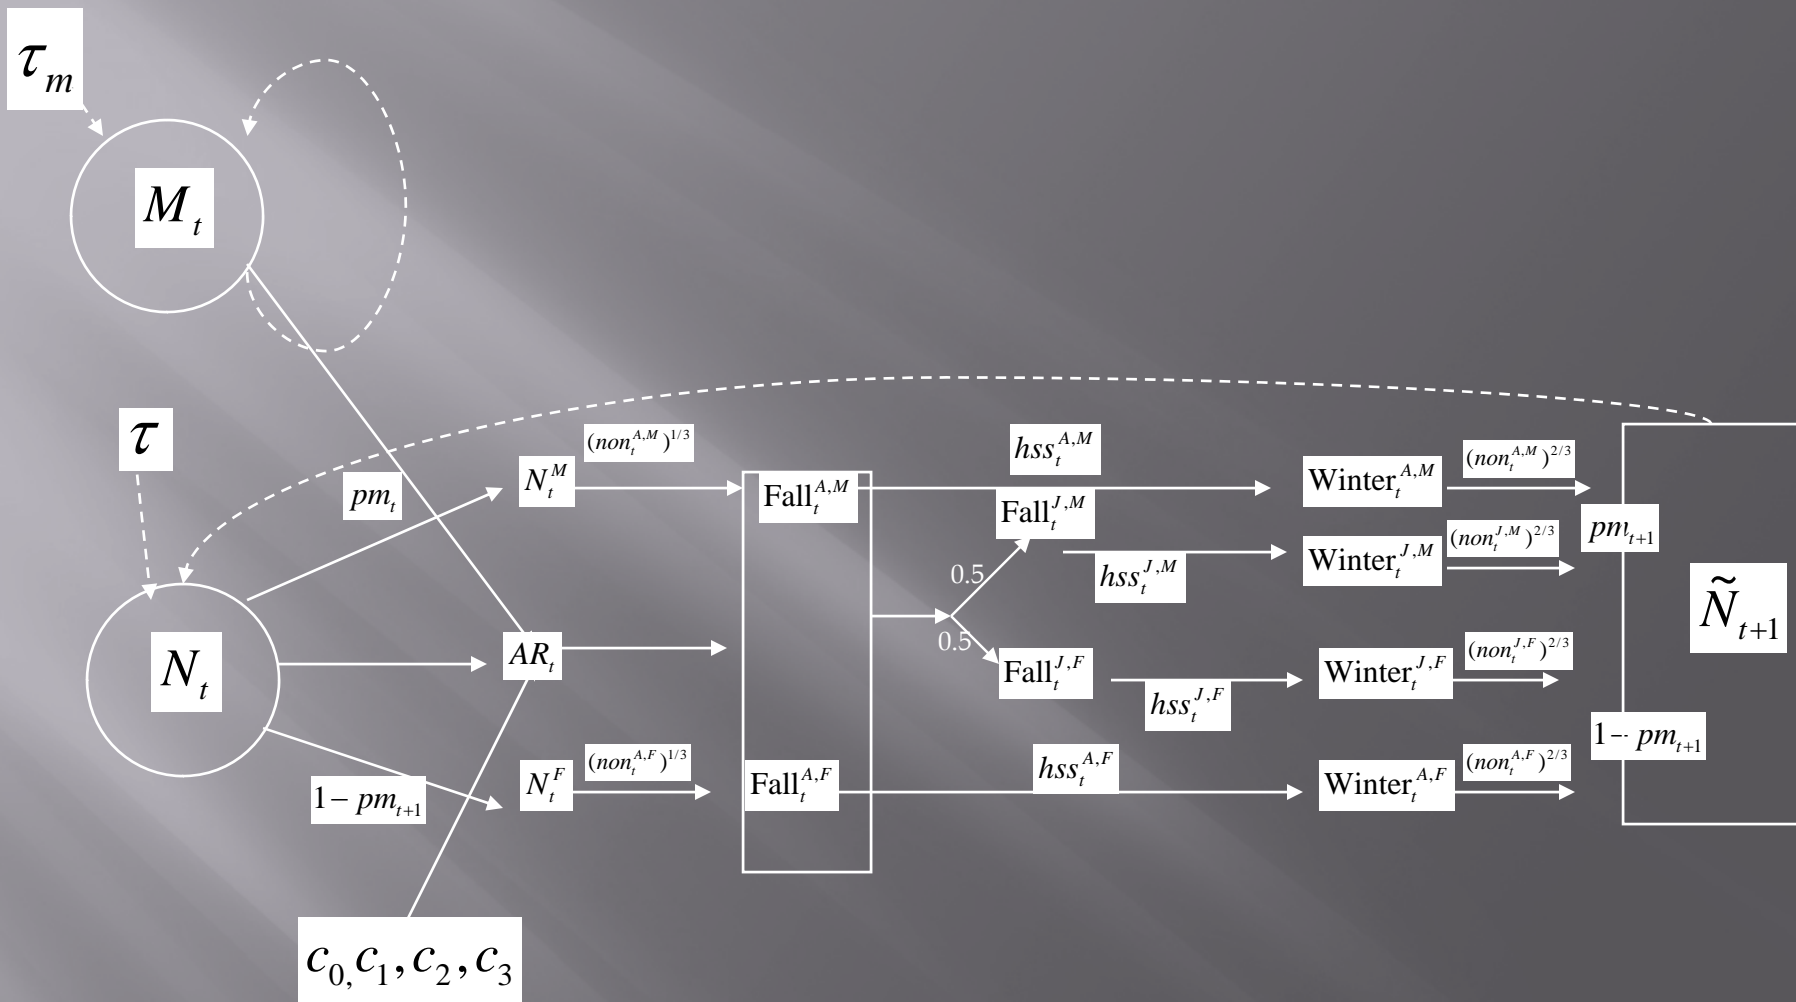 τ_m
M_t
τ
(non_t^{A,M})^{1/3}
hss_t^{A,M}
(non_t^{A,M})^{2/3}
pm_t
N_t^M
Fall_t^{A,M}
Fall_t^{J,M}
Winter_t^{A,M}
pm_{t+1}
(non_t^{J,M})^{2/3}
Winter_t^{J,M}
0.5
hss_t^{J,M}
Ñ_{t+1}
N_t
AR_t
0.5
Fall_t^{J,F}
hss_t^{J,F}
Winter_t^{J,F}
(non_t^{J,F})^{2/3}
1-- pm_{t+1}
1− pm_{t+1}
N_t^F
(non_t^{A,F})^{1/3}
Fall_t^{A,F}
hss_t^{A,F}
Winter_t^{A,F}
(non_t^{A,F})^{2/3}
c_{0,} c_1, c_2, c_3